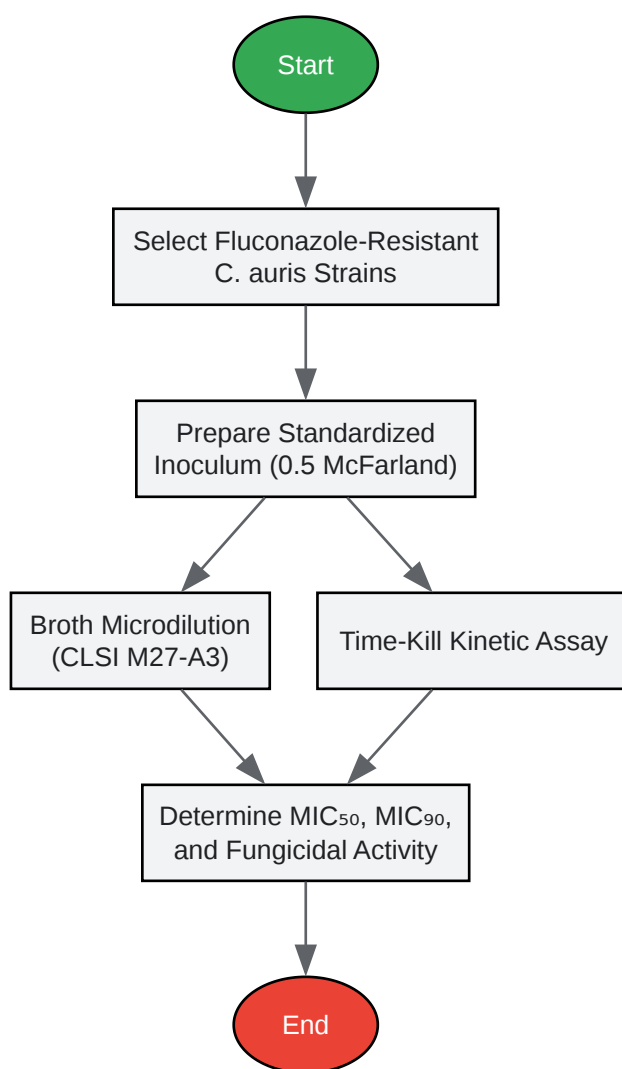 Start
Select Fluconazole-Resistant
C. auris Strains
Prepare Standardized
Inoculum (0.5 McFarland)
Broth Microdilution
(CLSI M27-A3)
Time-Kill Kinetic Assay
Determine MIC₅₀, MIC₉₀,
and Fungicidal Activity
End